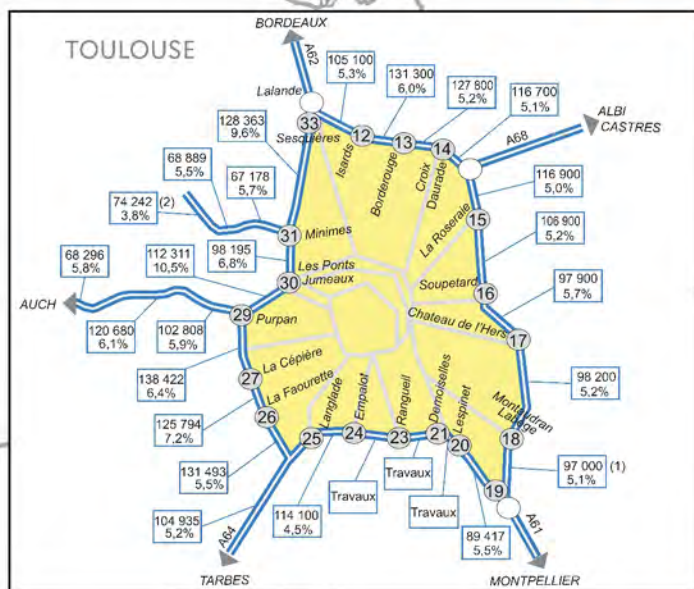 TOULOUSE
BORDEAUX
A62
Lalande
105 100
5,3%
131 300
6,0%
127 800
5,2%
116 700
5,1%
ALBI
CASTRES
A68
128 363
9,6%
33
Sesquières
12
Isards
13
Borderouge
14
Croix
Daurade
68 889
5,5%
67 178
5,7%
74 242
3,8%
(2)
116 900
5,0%
15
La Roseraie
106 900
5,2%
31
Minimes
98 195
6,8%
112 311
10,5%
68 296
5,8%
Les Ponts
Jumeaux
30
AUCH
29
Purpan
Soupetard
16
97 900
5,7%
Chateau de l'Hers
17
120 680
6,1%
102 808
5,9%
138 422
6,4%
27
La Cépière
26
La Faourette
125 794
7,2%
98 200
5,2%
Langlade
Empalot
Rangueil
Demoiselles
Lespinet
Montaudran
Labège
25
24
23
21
20
18
131 493
5,5%
Travaux
Travaux
Travaux
19
97 000
5,1%
(1)
104 935
5,2%
114 100
4,5%
89 417
5,5%
A64
A61
TARBES
MONTPELLIER